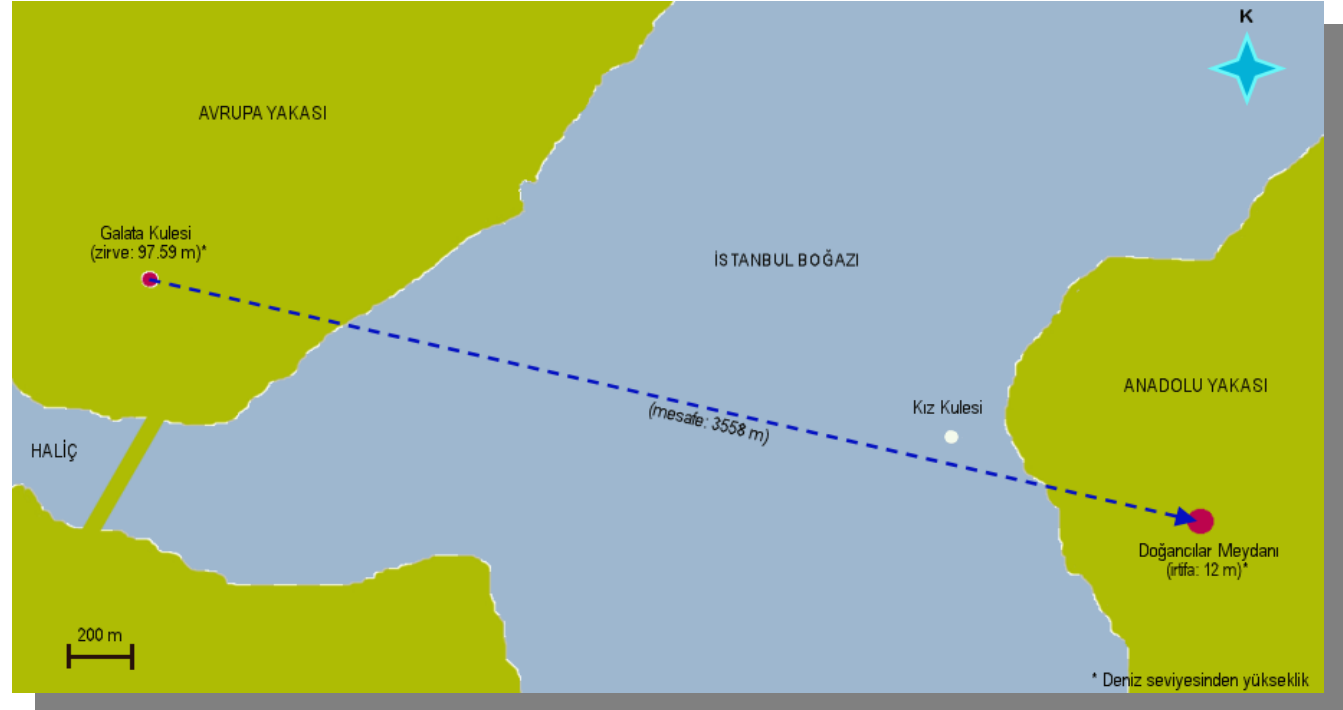 K
AVRUPA YAKASI
Galata Kulesi
(zirve: 97.59 m)*
İSTANBUL BOĞAZI
ANADOLU YAKASI
Kız Kulesi
(mesafe: 3558 m)
HALİÇ
Doğancılar Meydanı
(irtifa: 12 m)*
200 m
* Deniz seviyesinden yükseklik